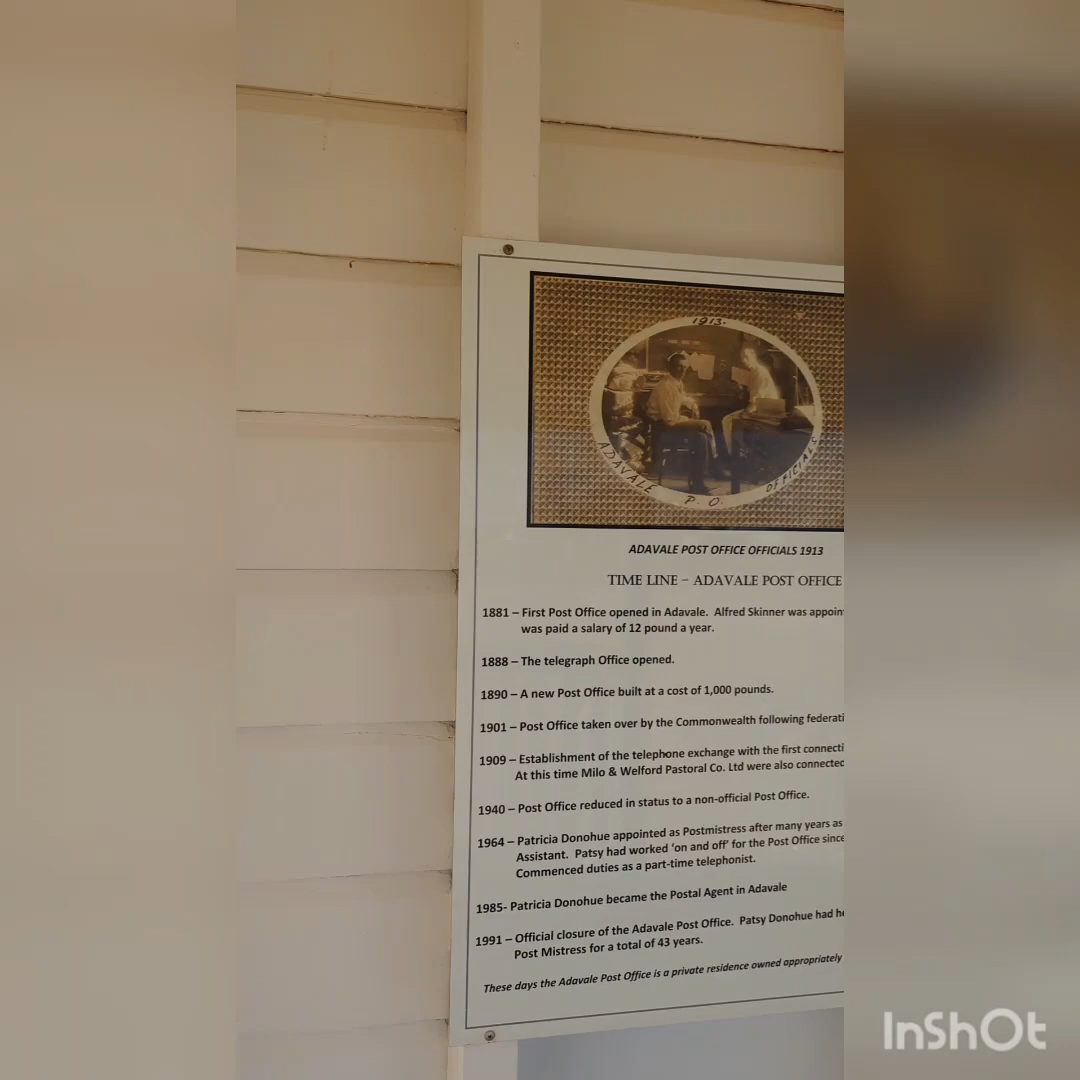 1913.
ADAVALE P. O. OFFICIALS
ADAVALE POST OFFICE OFFICIALS 1913
TIME LINE – ADAVALE POST OFFICE
1881 – First Post Office opened in Adavale. Alfred Skinner was appoin
was paid a salary of 12 pound a year.
1888 – The telegraph Office opened.
1890 – A new Post Office built at a cost of 1,000 pounds.
1901 – Post Office taken over by the Commonwealth following federati
1909 – Establishment of the telephone exchange with the first connecti
At this time Milo & Welford Pastoral Co. Ltd were also connected
1940 – Post Office reduced in status to a non-official Post Office.
1964 – Patricia Donohue appointed as Postmistress after many years as
Assistant. Patsy had worked ‘on and off’ for the Post Office since
Commenced duties as a part-time telephonist.
1985- Patricia Donohue became the Postal Agent in Adavale
1991 – Official closure of the Adavale Post Office. Patsy Donohue had he
Post Mistress for a total of 43 years.
These days the Adavale Post Office is a private residence owned appropriately
InShOt